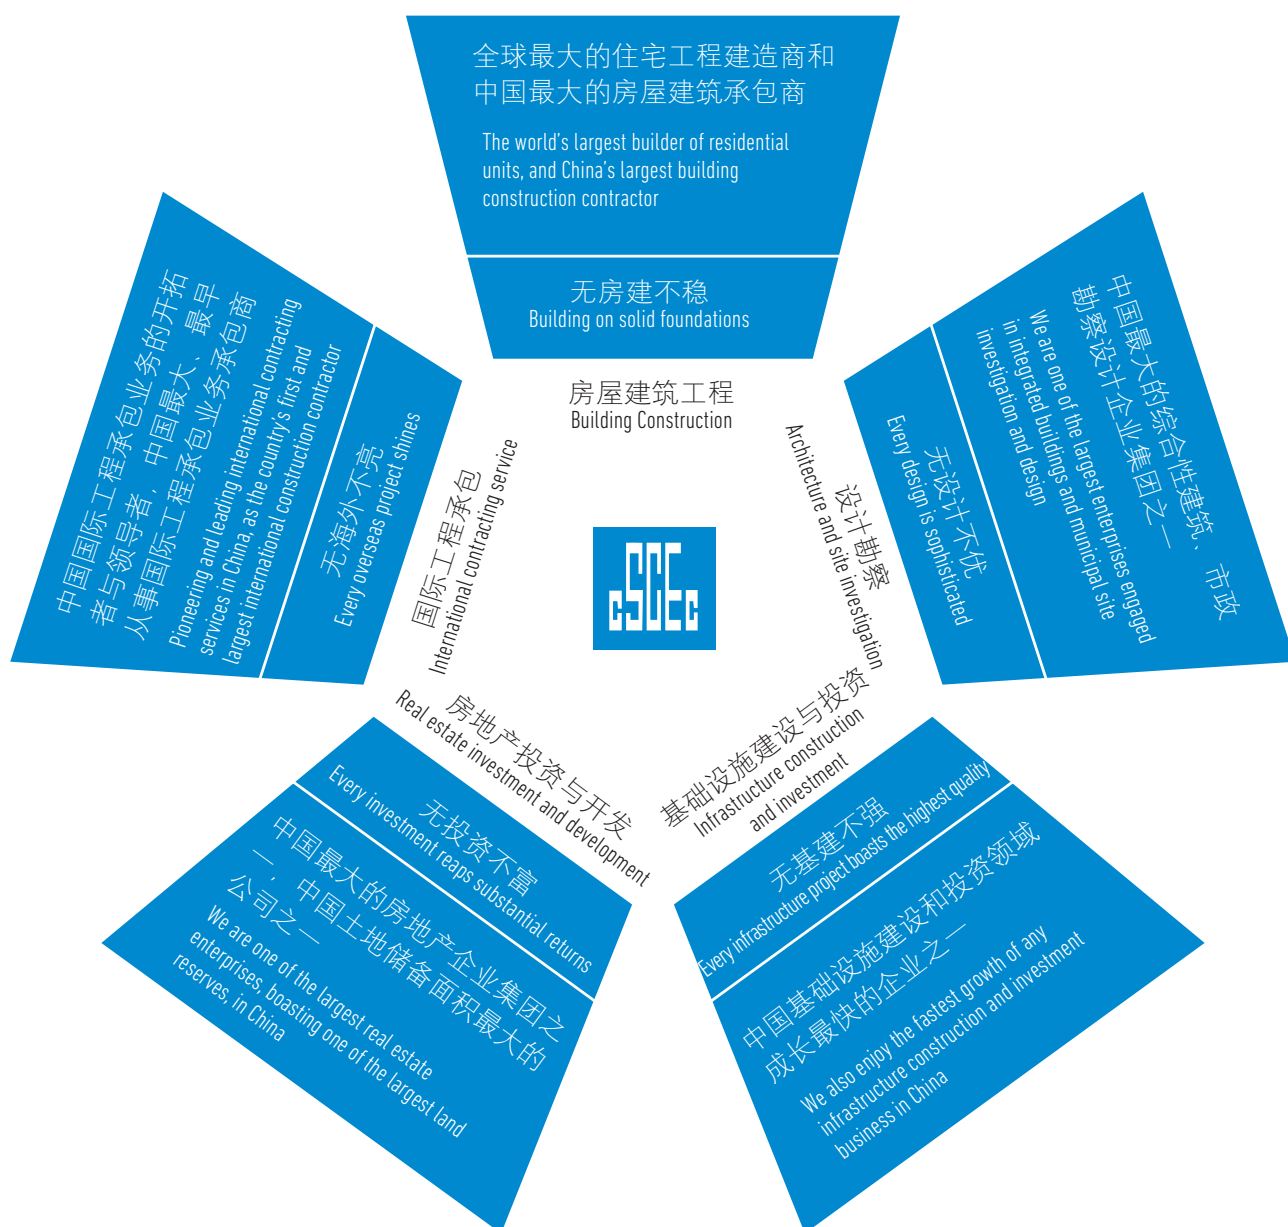 全球最大的住宅工程建造商和
中国最大的房屋建筑承包商
The world's largest builder of residential
units, and China's largest building
construction contractor
无房建不稳
Building on solid foundations
房屋建筑工程
Building Construction
中国最大的综合性建筑、市政
勘察设计企业集团之一
We are one of the largest enterprises engaged
in integrated buildings and municipal site
investigation and design
无设计不优
Every design is sophisticated
设计勘察
Architecture and site investigation
基础设施建设与投资
Infrastructure construction
and investment
无基建不强
Every infrastructure project boasts the highest quality
中国基础设施建设和投资领域
成长最快的企业之一
We also enjoy the fastest growth of any
infrastructure construction and investment
business in China
房地产投资与开发
Real estate investment and development
无投资不富
Every investment reaps substantial returns
中国最大的房地产企业集团之
一，中国土地储备面积最大的
公司之一
We are one of the largest real estate
enterprises, boasting one of the largest land
reserves, in China
中国国际工程承包业务的开拓
者与领导者，中国最大、最早
从事国际工程承包业务承包商
Pioneering and leading international contracting
services in China, as the country's first and
largest international construction contractor
无海外不亮
Every overseas project shines
国际工程承包
International contracting service
CSCEC